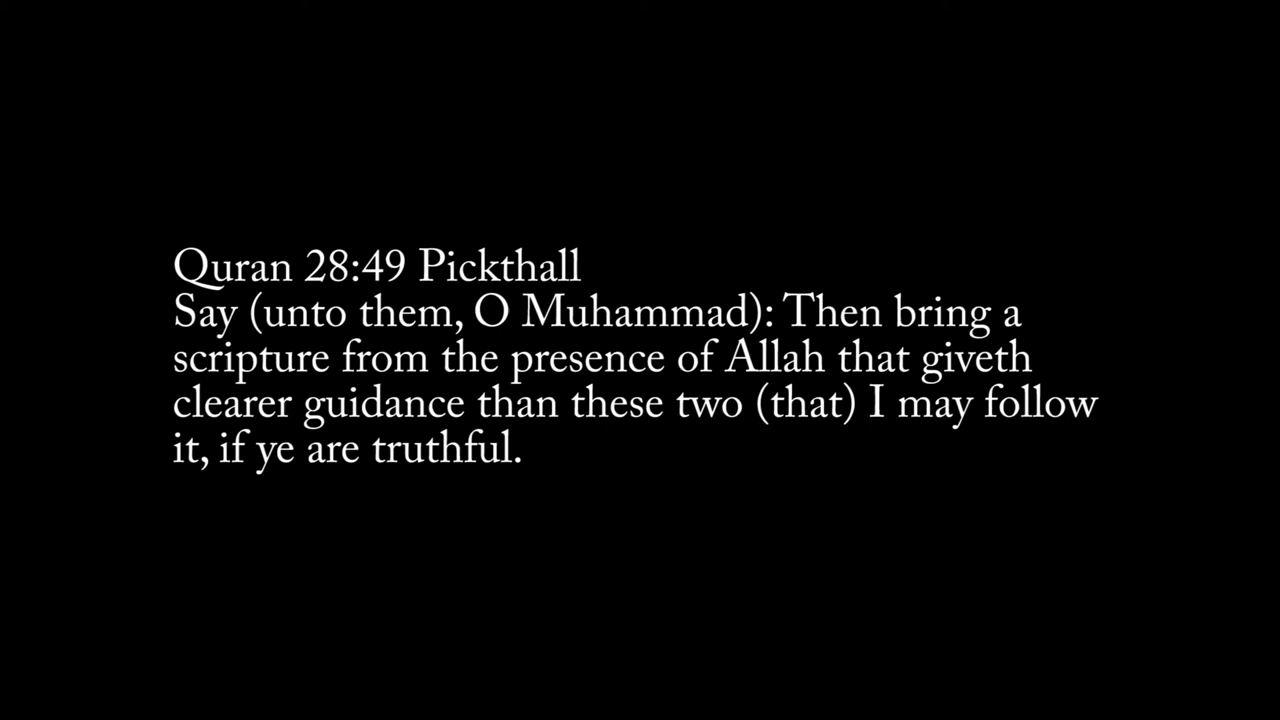 Quran 28:49 Pickthall
Say (unto them, O Muhammad): Then bring a
scripture from the presence of Allah that giveth
clearer guidance than these two (that) I may follow
it, if ye are truthful.